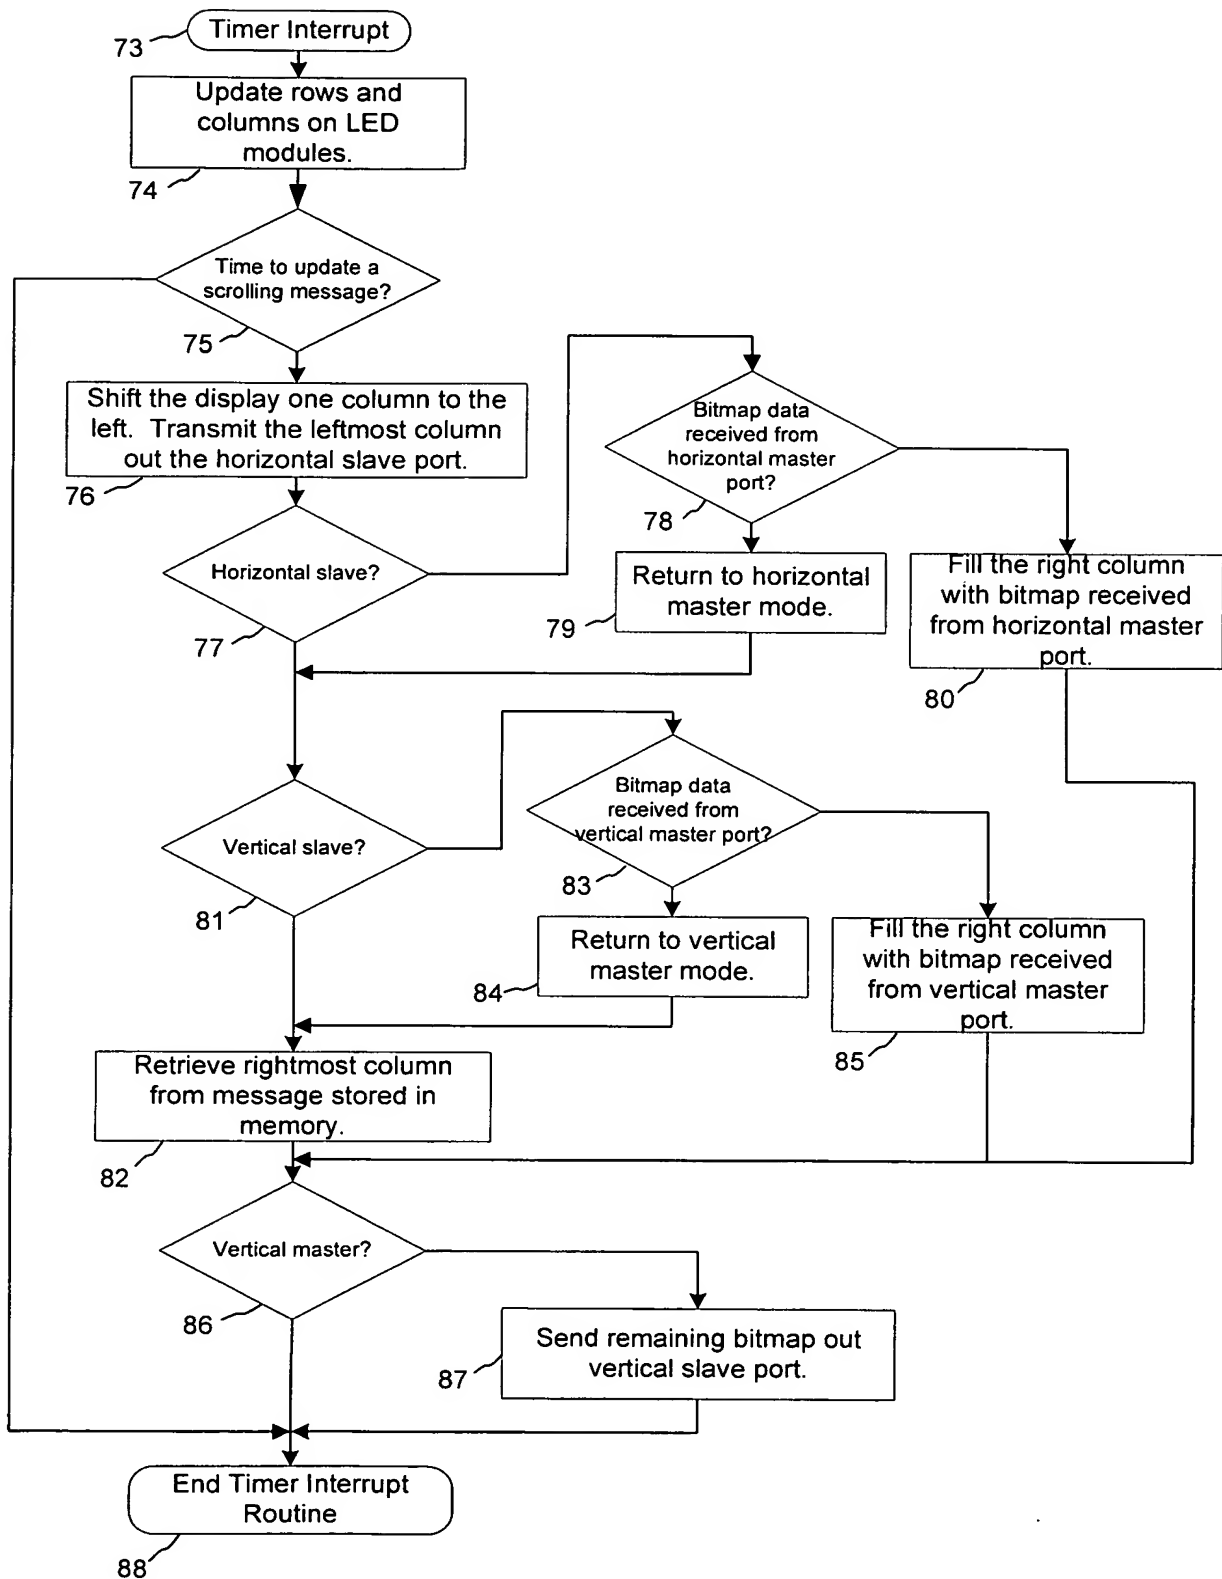 Timer Interrupt
73
Update rows and
columns on LED
modules.
74
Time to update a
scrolling message?
75
Shift the display one column to the
left. Transmit the leftmost column
out the horizontal slave port.
76
Bitmap data
received from
horizontal master
port?
78
Horizontal slave?
77
Return to horizontal
master mode.
79
Fill the right column
with bitmap received
from horizontal master
port.
80
Bitmap data
received from
vertical master port?
83
Vertical slave?
81
Return to vertical
master mode.
84
Fill the right column
with bitmap received
from vertical master
port.
85
Retrieve rightmost column
from message stored in
memory.
82
Vertical master?
86
Send remaining bitmap out
vertical slave port.
87
End Timer Interrupt
Routine
88